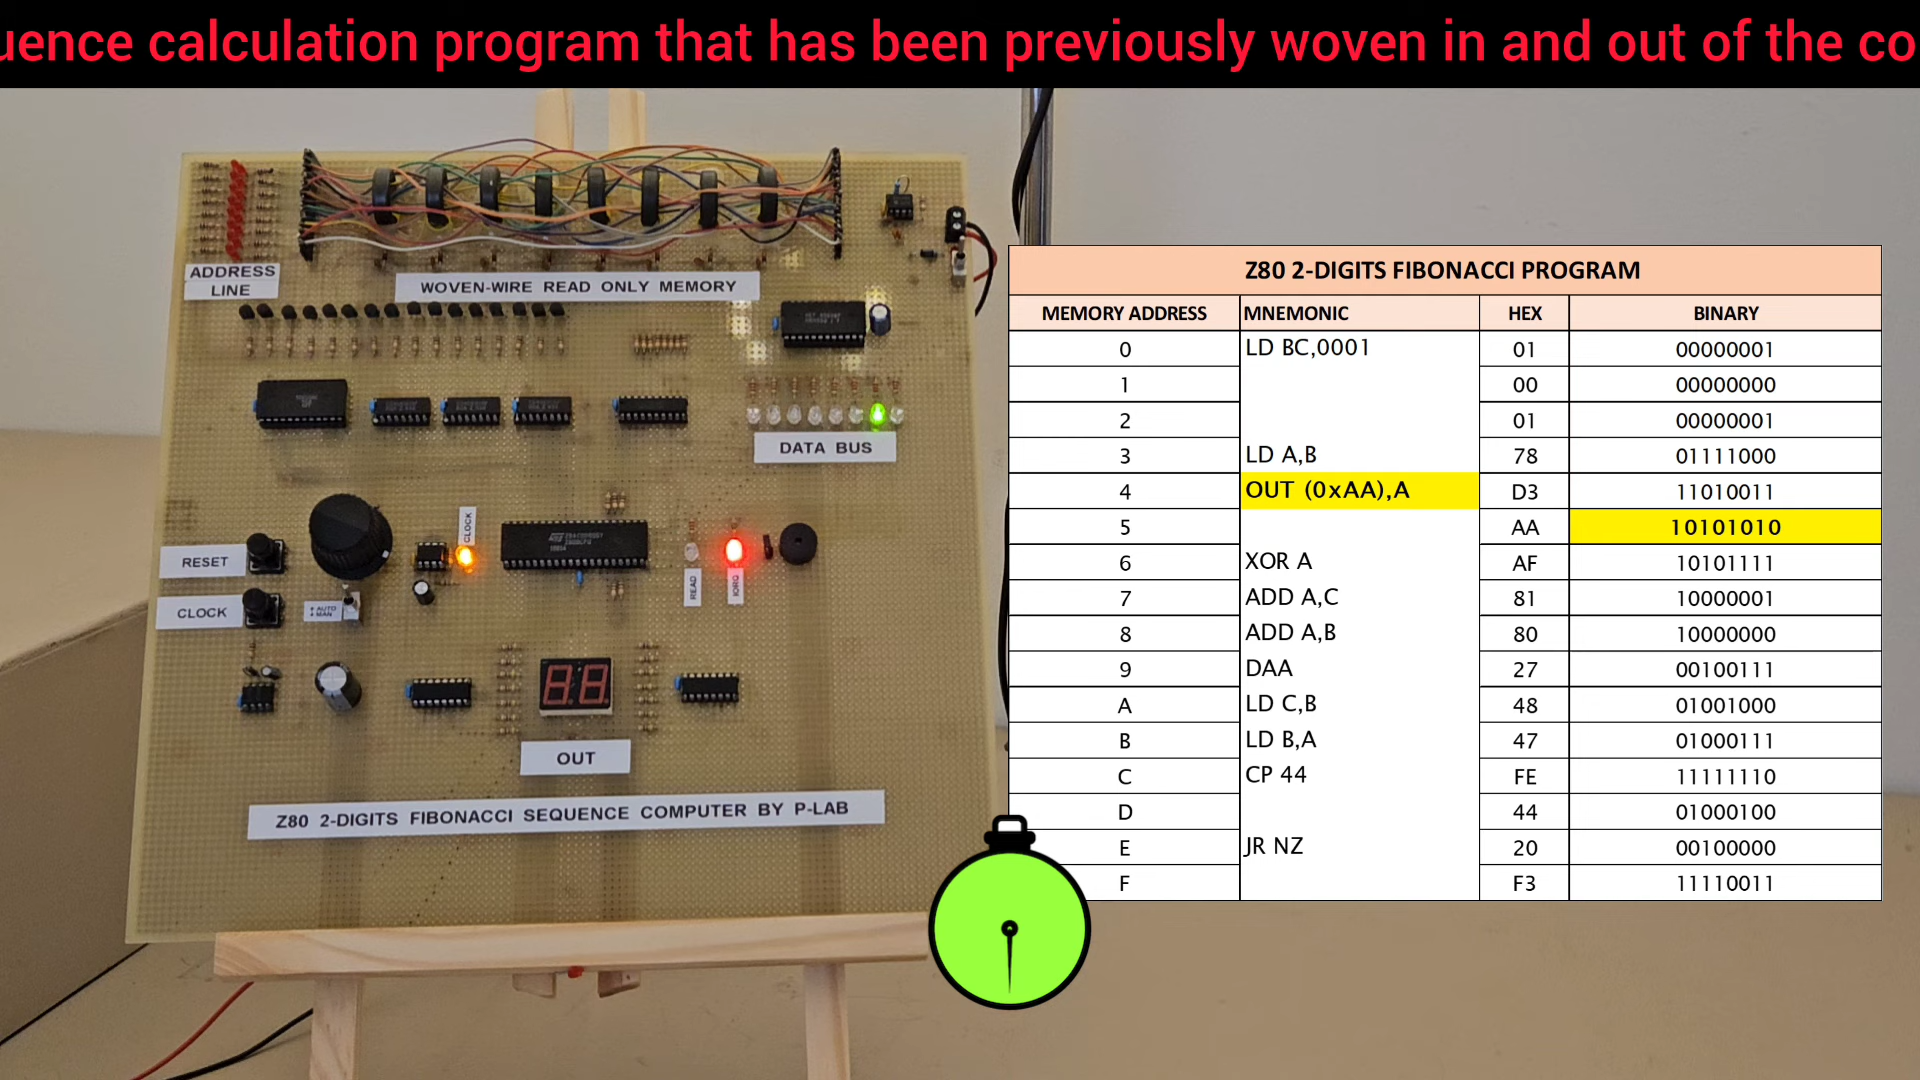 uence calculation program that has been previously woven in and out of the co
ADDRESS
LINE
WOVEN-WIRE READ ONLY MEMORY
DATA BUS
CLOCK
RESET
CLOCK
AUTO
MAN
READ
IORQ
88
OUT
Z80 2-DIGITS FIBONACCI SEQUENCE COMPUTER BY P-LAB
Z80 2-DIGITS FIBONACCI PROGRAM
MEMORY ADDRESS MNEMONIC HEX BINARY
0 LD BC,0001 01 00000001
1 00 00000000
2 01 00000001
3 LD A,B 78 01111000
4 OUT (0xAA),A D3 11010011
5 AA 10101010
6 XOR A AF 10101111
7 ADD A,C 81 10000001
8 ADD A,B 80 10000000
9 DAA 27 00100111
A LD C,B 48 01001000
B LD B,A 47 01000111
C CP 44 FE 11111110
D 44 01000100
E JR NZ 20 00100000
F F3 11110011